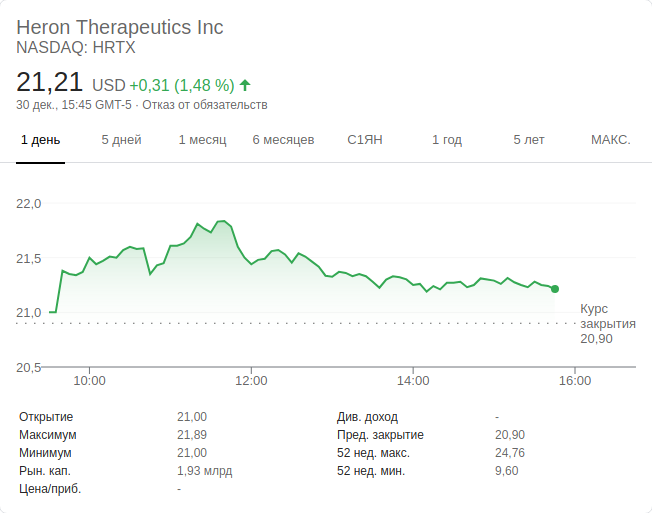 Heron Therapeutics Inc
NASDAQ: HRTX
21,21 USD +0,31 (1,48 %)
30 дек., 15:45 GMT-5 · Отказ от обязательств
1 день 5 дней 1 месяц 6 месяцев С1ЯН 1 год 5 лет МАКС.
22,0
21,5
21,0
20,5
Курс
закрытия
20,90
10:00 12:00 14:00 16:00
Открытие 21,00 Див. доход -
Максимум 21,89 Пред. закрытие 20,90
Минимум 21,00 52 нед. макс. 24,76
Рын. кап. 1,93 млрд 52 нед. мин. 9,60
Цена/приб. -